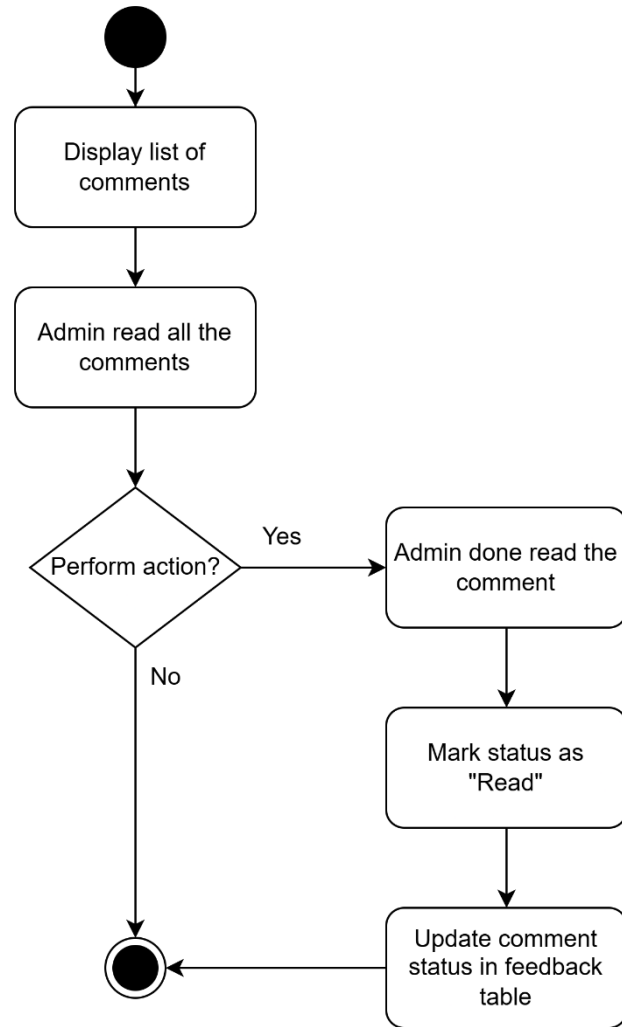 Display list of
comments
Admin read all the
comments
Perform action?
Yes
No
Admin done read the
comment
Mark status as
"Read"
Update comment
status in feedback
table